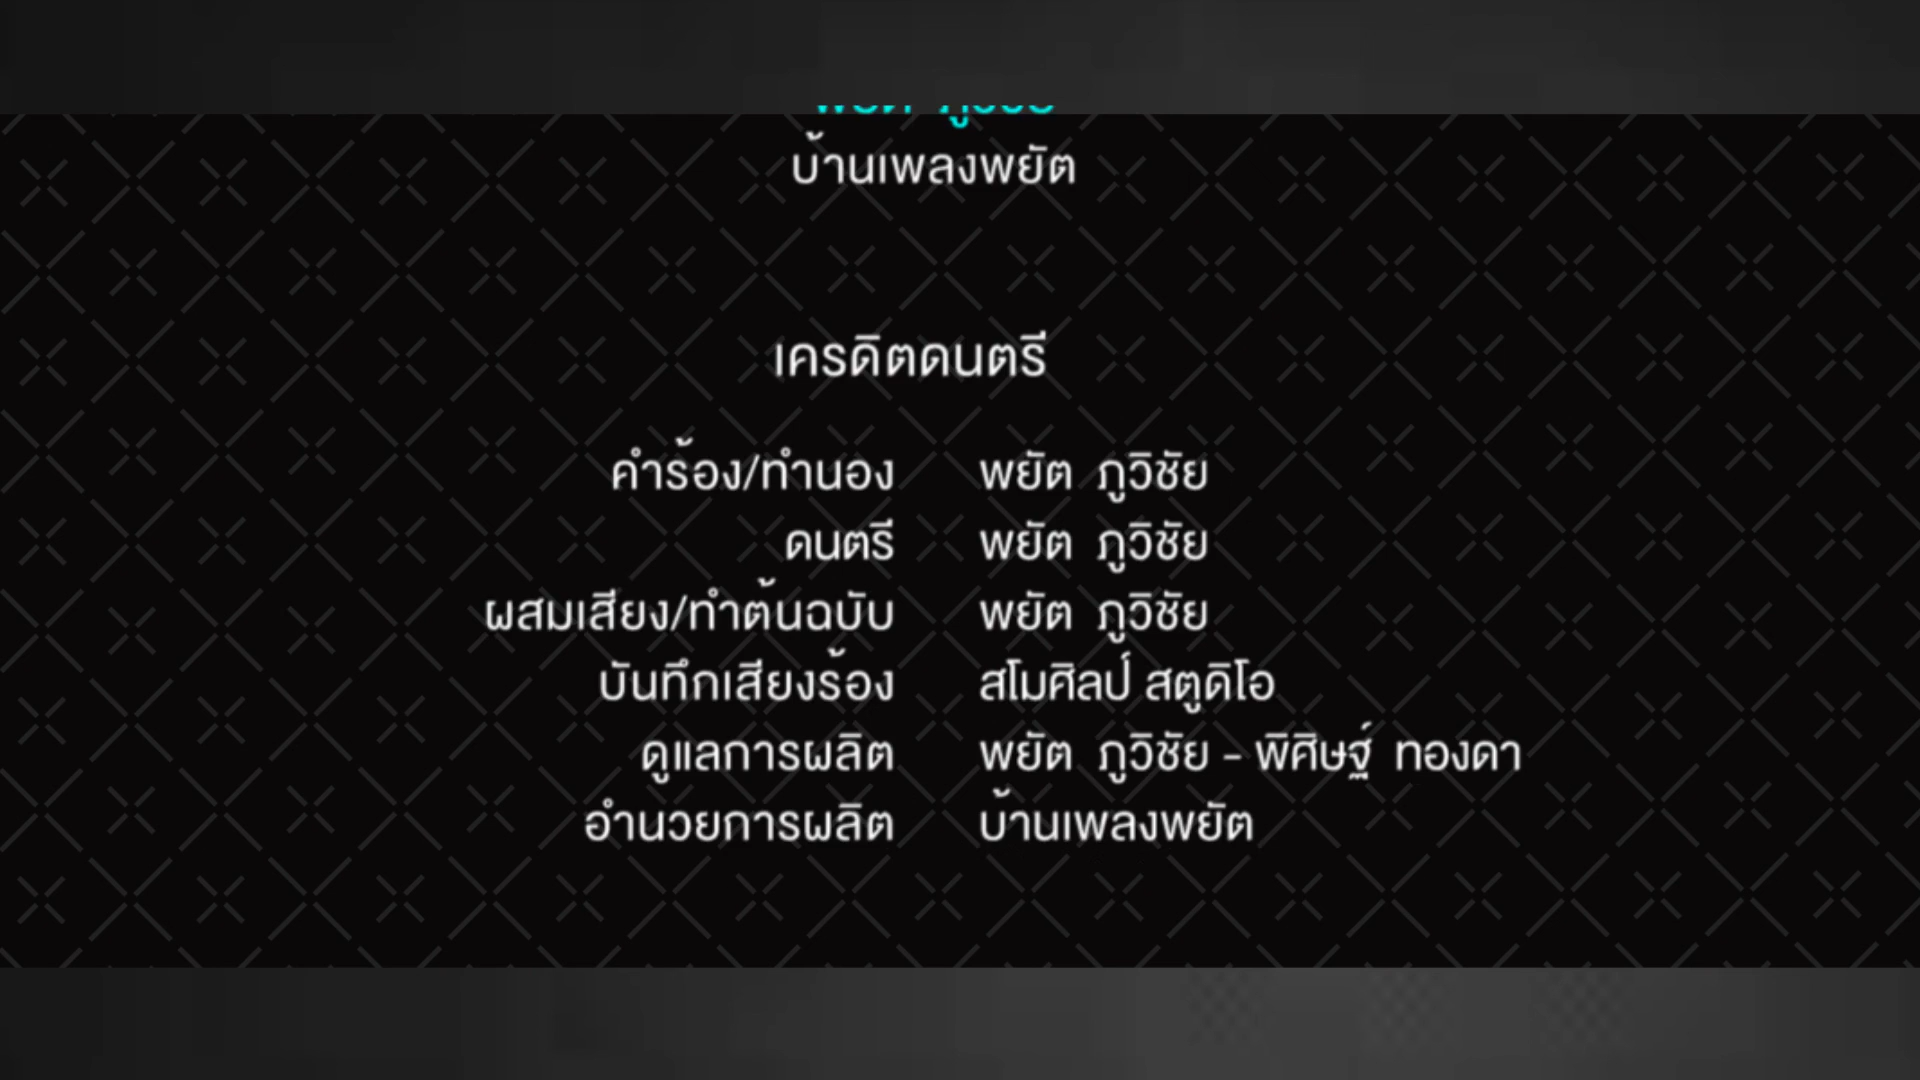 บ้านเพลงพยัต
เครดิตดนตรี
คำร้อง/ทำนอง พยัต ภูวิชัย
ดนตรี พยัต ภูวิชัย
ผสมเสียง/ทำต้นฉบับ พยัต ภูวิชัย
บันทึกเสียงร้อง สโมศิลป์ สตูดิโอ
ดูแลการผลิต พยัต ภูวิชัย - พิศิษฐ์ ทองดา
อำนวยการผลิต บ้านเพลงพยัต